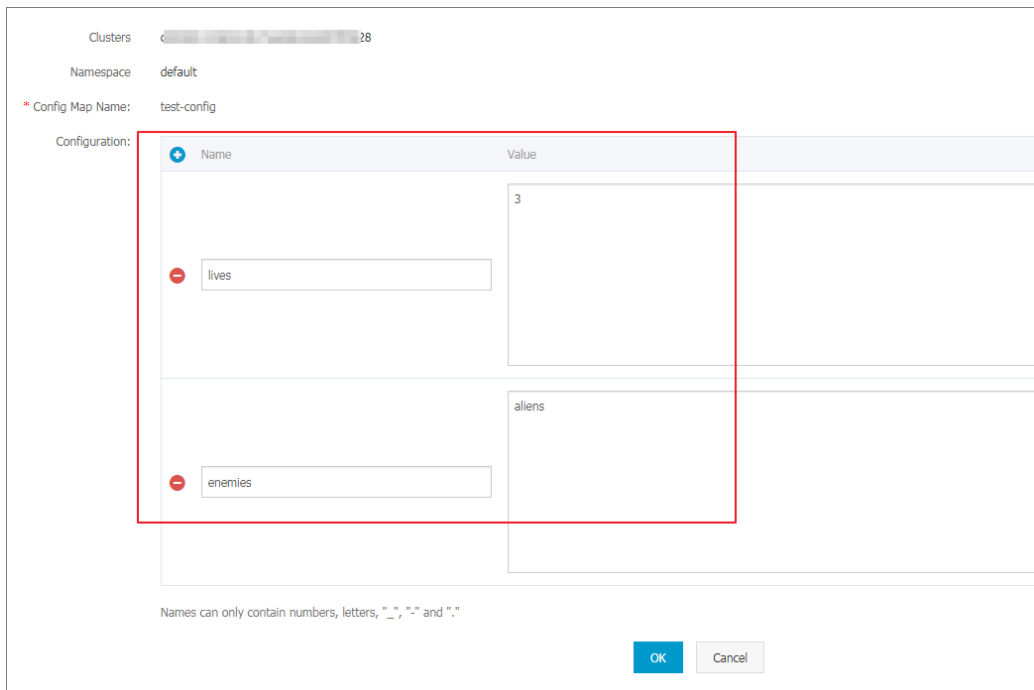 Clusters 28
Namespace default
* Config Map Name: test-config
Configuration:
Name Value
3
lives
aliens
enemies
Names can only contain numbers, letters, "_", "-" and "."
OK Cancel